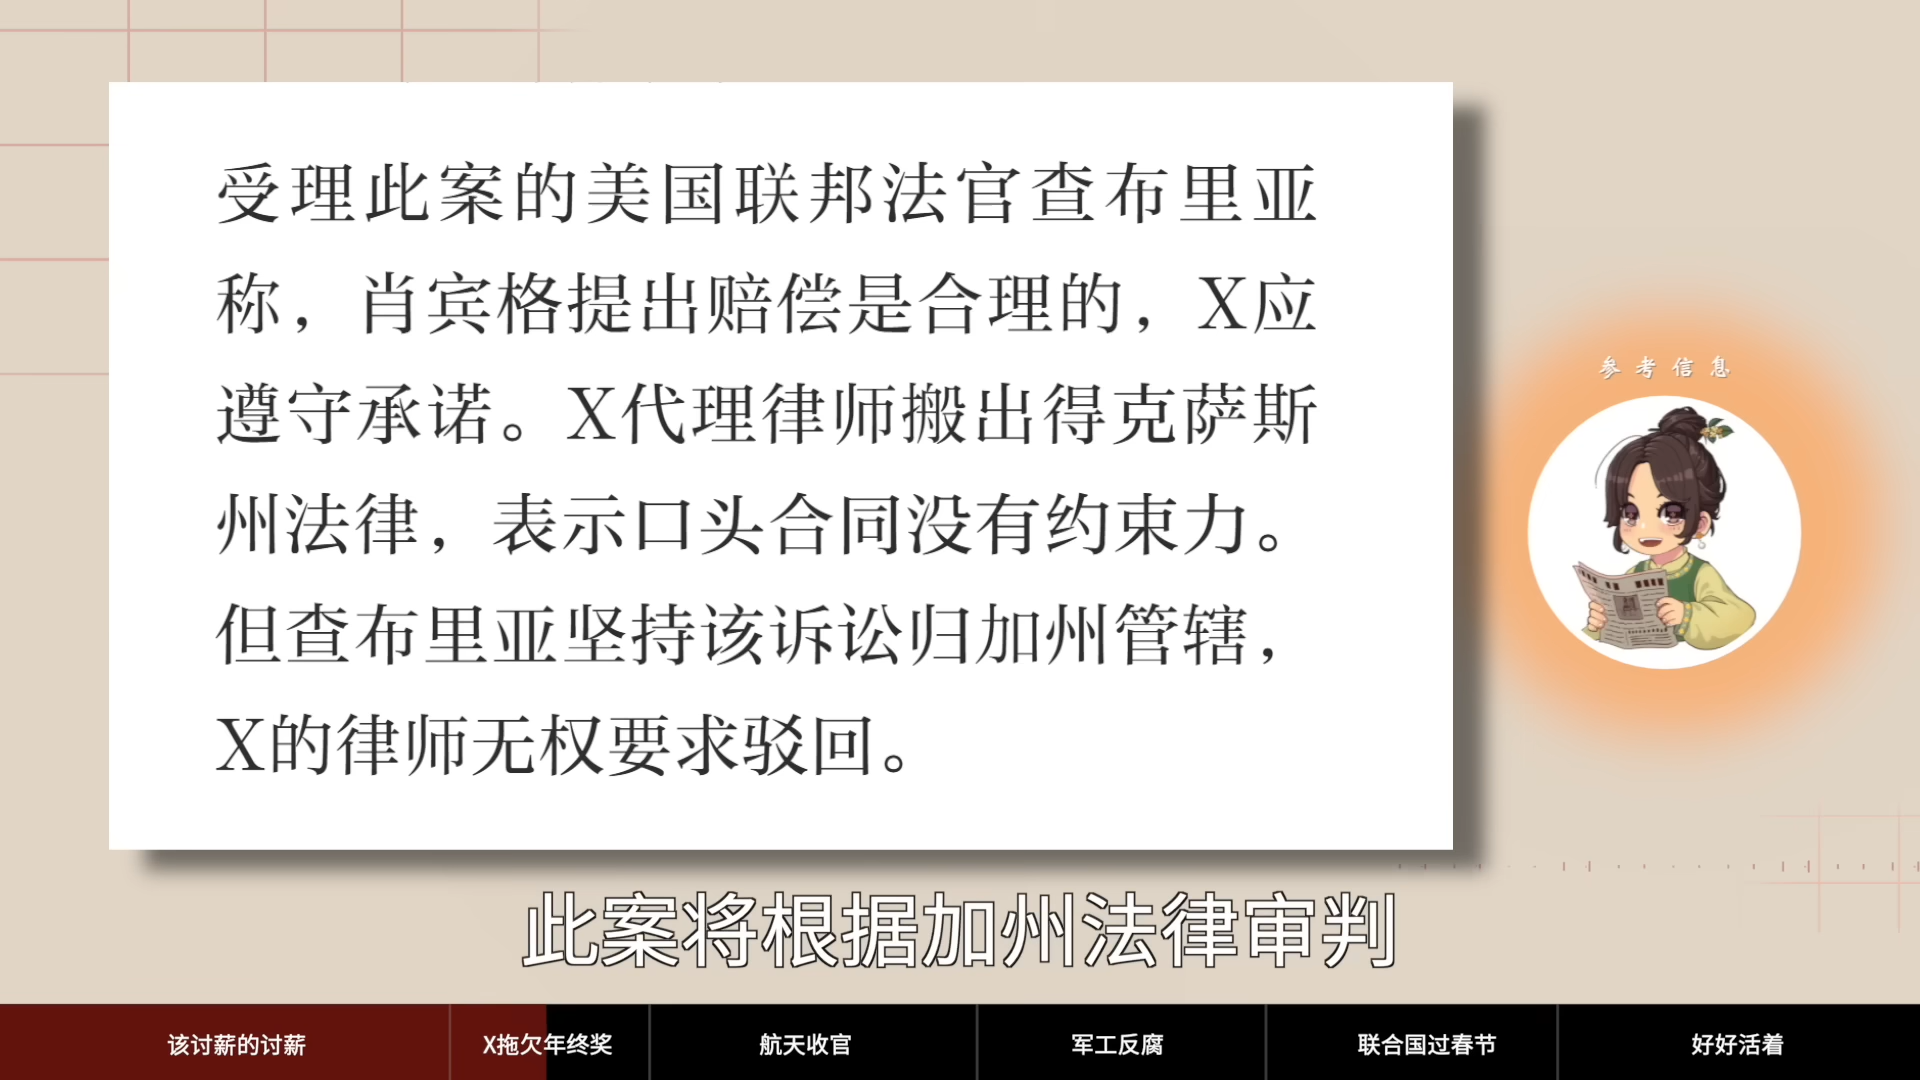 受理此案的美国联邦法官查布里亚
称，肖宾格提出赔偿是合理的，X应
遵守承诺。X代理律师搬出得克萨斯
州法律，表示口头合同没有约束力。
但查布里亚坚持该诉讼归加州管辖，
X的律师无权要求驳回。
参考信息
此案将根据加州法律审判
该讨薪的讨薪
X拖欠年终奖
航天收官
军工反腐
联合国过春节
好好活着